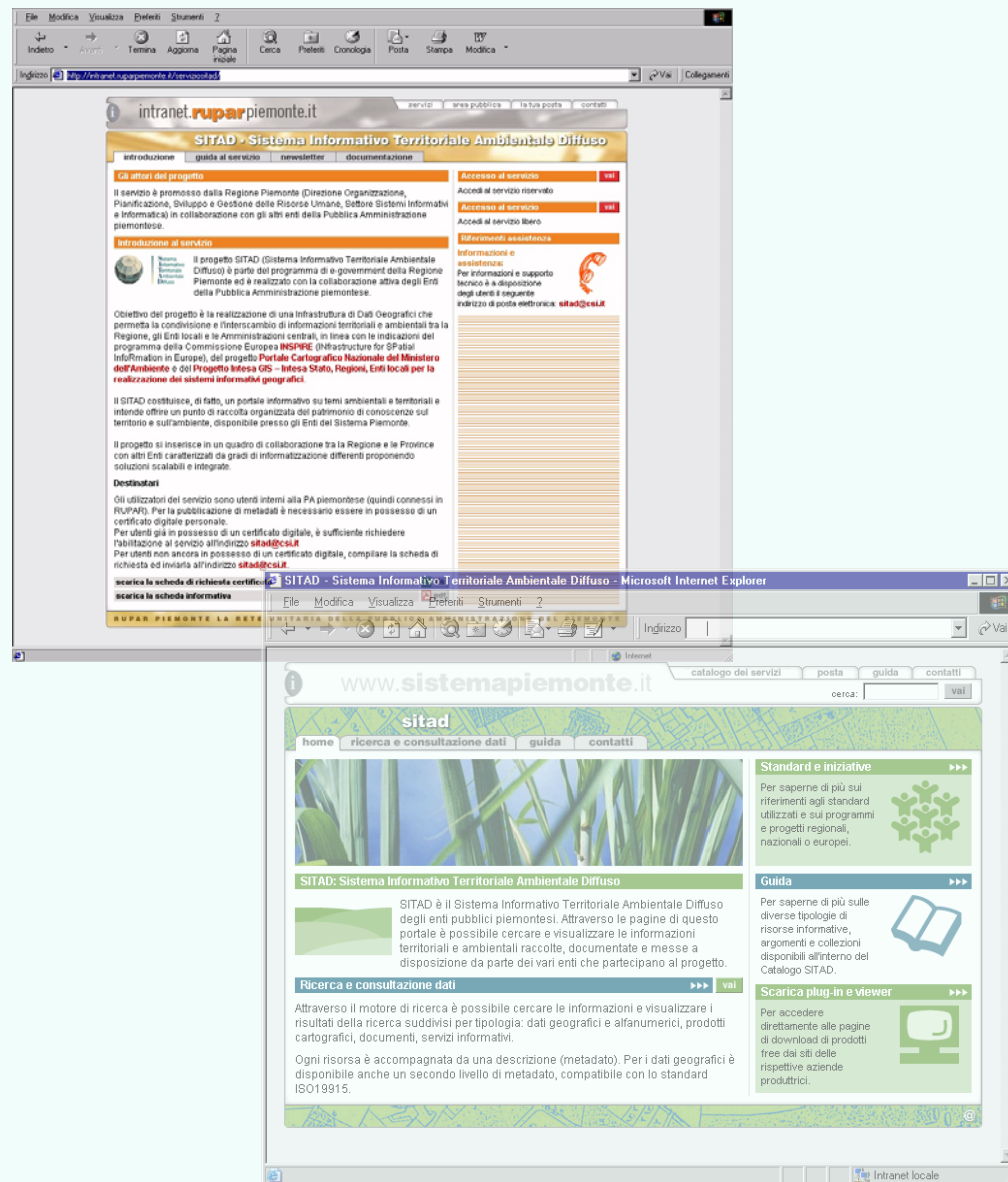 File Modifica Visualizza Preferiti Strumenti ?
Indietro Avanti Termina Aggiorna Pagina iniziale Cerca Preferiti Cronologia Posta Stampa Modifica
Indirizzo http://intranet.ruparpiemonte.it/serviziositad/ Vai Collegamenti
intranet.ruparpiemonte.it
servizi area pubblica la tua posta contatti
SITAD - Sistema Informativo Territoriale Ambientale Diffuso
introduzione guida al servizio newsletter documentazione
Gli attori del progetto
Il servizio è promosso dalla Regione Piemonte (Direzione Organizzazione,
Pianificazione, Sviluppo e Gestione delle Risorse Umane, Settore Sistemi Informativi
e Informatica) in collaborazione con gli altri enti della Pubblica Amministrazione
piemontese.
Introduzione al servizio
Sistema
Informativo
Territoriale
Ambientale
Diffuso
Il progetto SITAD (Sistema Informativo Territoriale Ambientale
Diffuso) è parte del programma di e-government della Regione
Piemonte ed è realizzato con la collaborazione attiva degli Enti
della Pubblica Amministrazione piemontese.
Obiettivo del progetto è la realizzazione di una Infrastruttura di Dati Geografici che
permetta la condivisione e l'interscambio di informazioni territoriali e ambientali tra la
Regione, gli Enti locali e le Amministrazioni centrali, in linea con le indicazioni del
programma della Commissione Europea INSPIRE (INfrastructure for SPatial
InfoRmation in Europe), del progetto Portale Cartografico Nazionale del Ministero
dell'Ambiente e del Progetto Intesa GIS – Intesa Stato, Regioni, Enti locali per la
realizzazione dei sistemi informativi geografici.
Il SITAD costituisce, di fatto, un portale informativo su temi ambientali e territoriali e
intende offrire un punto di raccolta organizzata del patrimonio di conoscenze sul
territorio e sull'ambiente, disponibile presso gli Enti del Sistema Piemonte.
Il progetto si inserisce in un quadro di collaborazione tra la Regione e le Province
con altri Enti caratterizzati da gradi di informatizzazione differenti proponendo
soluzioni scalabili e integrate.
Destinatari
Gli utilizzatori del servizio sono utenti interni alla PA piemontese (quindi connessi in
RUPAR). Per la pubblicazione di metadati è necessario essere in possesso di un
certificato digitale personale.
Per utenti già in possesso di un certificato digitale, è sufficiente richiedere
l'abilitazione al servizio all'indirizzo sitad@csi.it
Per utenti non ancora in possesso di un certificato digitale, compilare la scheda di
richiesta ed inviarla all'indirizzo sitad@csi.it.
scarica la scheda di richiesta certificato
scarica la scheda informativa
RUPAR PIEMONTE LA RETE UNITARIA DELLA PUBBLICA AMMINISTRAZIONE DEL PIEMONTE
Accesso al servizio vai
Accedi al servizio riservato
Accesso al servizio vai
Accedi al servizio libero
Riferimenti assistenza
Informazioni e
assistenza:
Per informazioni e supporto
tecnico è a disposizione
degli utenti il seguente
indirizzo di posta elettronica: sitad@csi.it
Internet
SITAD - Sistema Informativo Territoriale Ambientale Diffuso - Microsoft Internet Explorer
File Modifica Visualizza Preferiti Strumenti ?
Indirizzo Vai
www.sistemapiemonte.it
catalogo dei servizi posta guida contatti
cerca: vai
sitad
home ricerca e consultazione dati guida contatti
SITAD: Sistema Informativo Territoriale Ambientale Diffuso
SITAD è il Sistema Informativo Territoriale Ambientale Diffuso
degli enti pubblici piemontesi. Attraverso le pagine di questo
portale è possibile cercare e visualizzare le informazioni
territoriali e ambientali raccolte, documentate e messe a
disposizione da parte dei vari enti che partecipano al progetto.
Ricerca e consultazione dati vai
Attraverso il motore di ricerca è possibile cercare le informazioni e visualizzare i
risultati della ricerca suddivisi per tipologia: dati geografici e alfanumerici, prodotti
cartografici, documenti, servizi informativi.
Ogni risorsa è accompagnata da una descrizione (metadato). Per i dati geografici è
disponibile anche un secondo livello di metadato, compatibile con lo standard
ISO19915.
Standard e iniziative
Per saperne di più sui
riferimenti agli standard
utilizzati e sui programmi
e progetti regionali,
nazionali o europei.
Guida
Per saperne di più sulle
diverse tipologie di
risorse informative,
argomenti e collezioni
disponibili all'interno del
Catalogo SITAD.
Scarica plug-in e viewer
Per accedere
direttamente alle pagine
di download di prodotti
free dai siti delle
rispettive aziende
produttrici.
@
Intranet locale